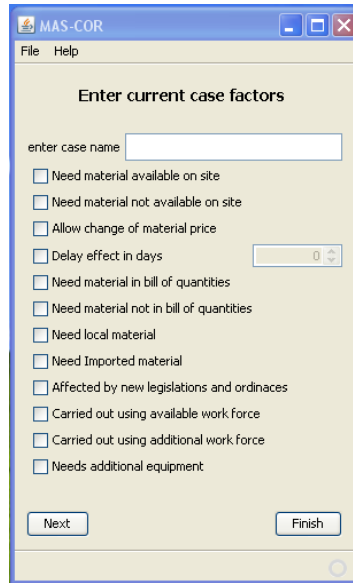 MAS-COR
File Help
Enter current case factors
enter case name
Need material available on site
Need material not available on site
Allow change of material price
Delay effect in days 0
Need material in bill of quantities
Need material not in bill of quantities
Need local material
Need Imported material
Affected by new legislations and ordinaces
Carried out using available work force
Carried out using additional work force
Needs additional equipment
Next Finish